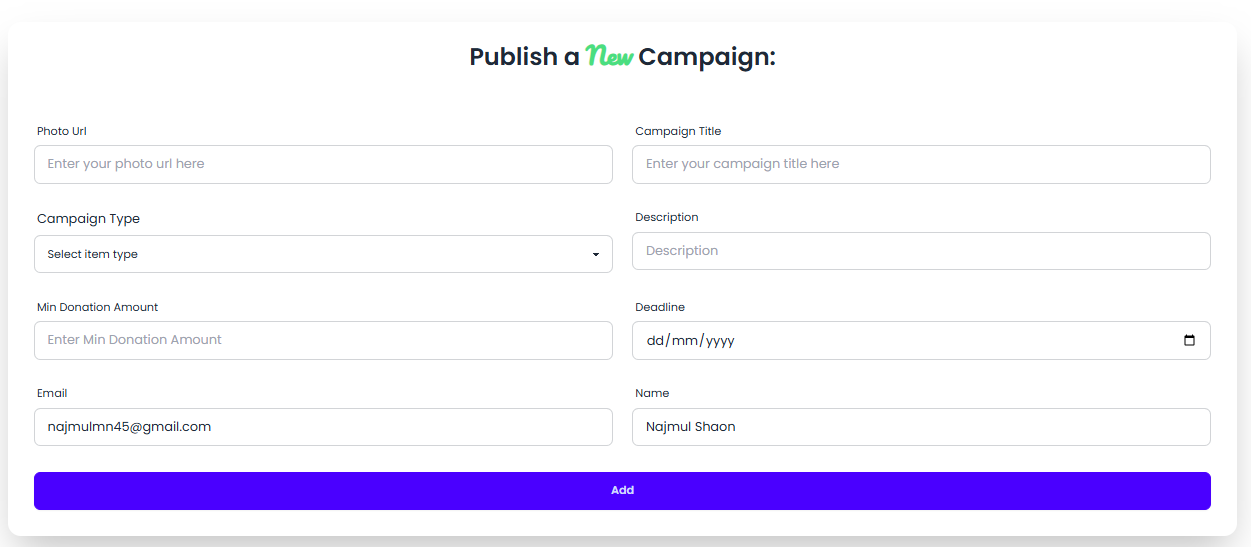 Publish a New Campaign:
Photo Url
Campaign Title
Enter your photo url here
Enter your campaign title here
Campaign Type
Description
Select item type
Description
Min Donation Amount
Deadline
Enter Min Donation Amount
dd/mm/yyyy
Email
Name
najmulmn45@gmail.com
Najmul Shaon
Add